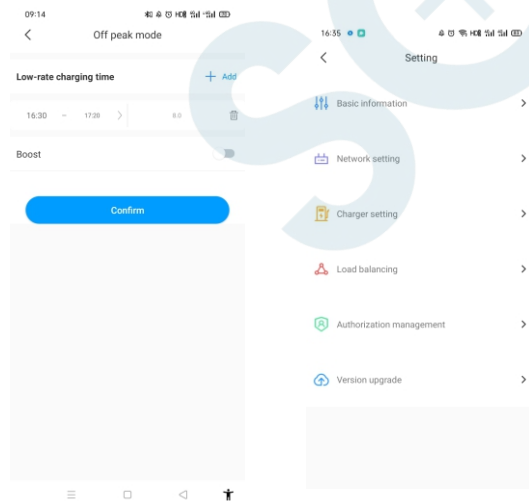 09:14
Off peak mode
Low-rate charging time
+ Add
16:30 – 17:28 8.0
Boost
Confirm
16:35
Setting
Basic information
Network setting
Charger setting
Load balancing
Authorization management
Version upgrade